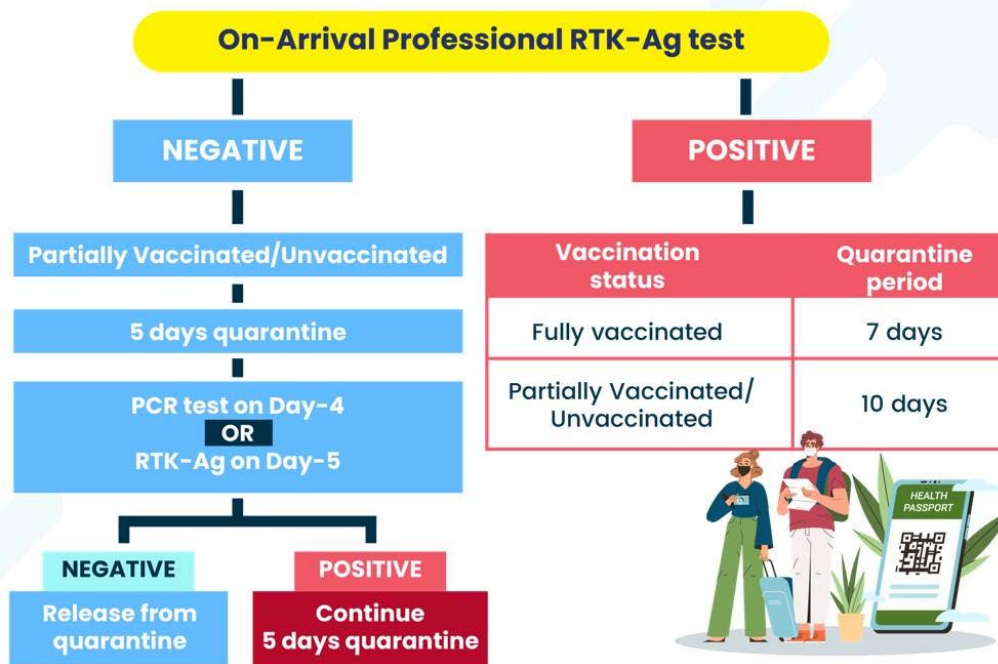 On-Arrival Professional RTK-Ag test
NEGATIVE
Partially Vaccinated/Unvaccinated
5 days quarantine
PCR test on Day-4
OR
RTK-Ag on Day-5
NEGATIVE
Release from
quarantine
POSITIVE
Continue
5 days quarantine
POSITIVE
Vaccination
status
Quarantine
period
Fully vaccinated
7 days
Partially Vaccinated/
Unvaccinated
10 days
HEALTH
PASSPORT